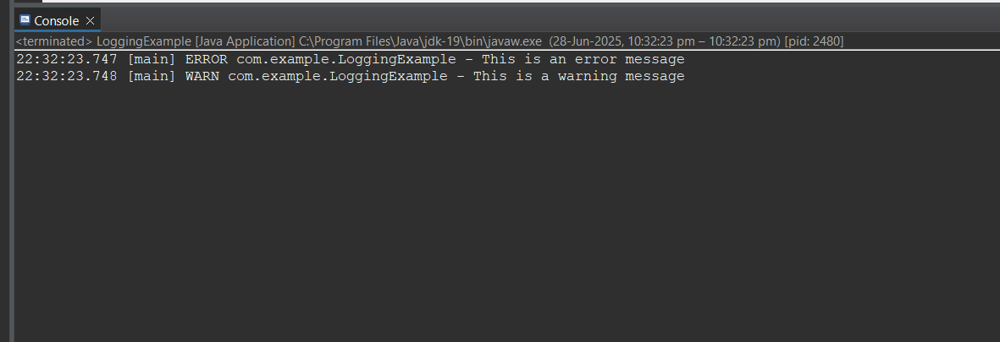 Console
<terminated> LoggingExample [Java Application] C:\Program Files\Java\jdk-19\bin\javaw.exe (28-Jun-2025, 10:32:23 pm – 10:32:23 pm) [pid: 2480]
22:32:23.747 [main] ERROR com.example.LoggingExample - This is an error message
22:32:23.748 [main] WARN com.example.LoggingExample - This is a warning message